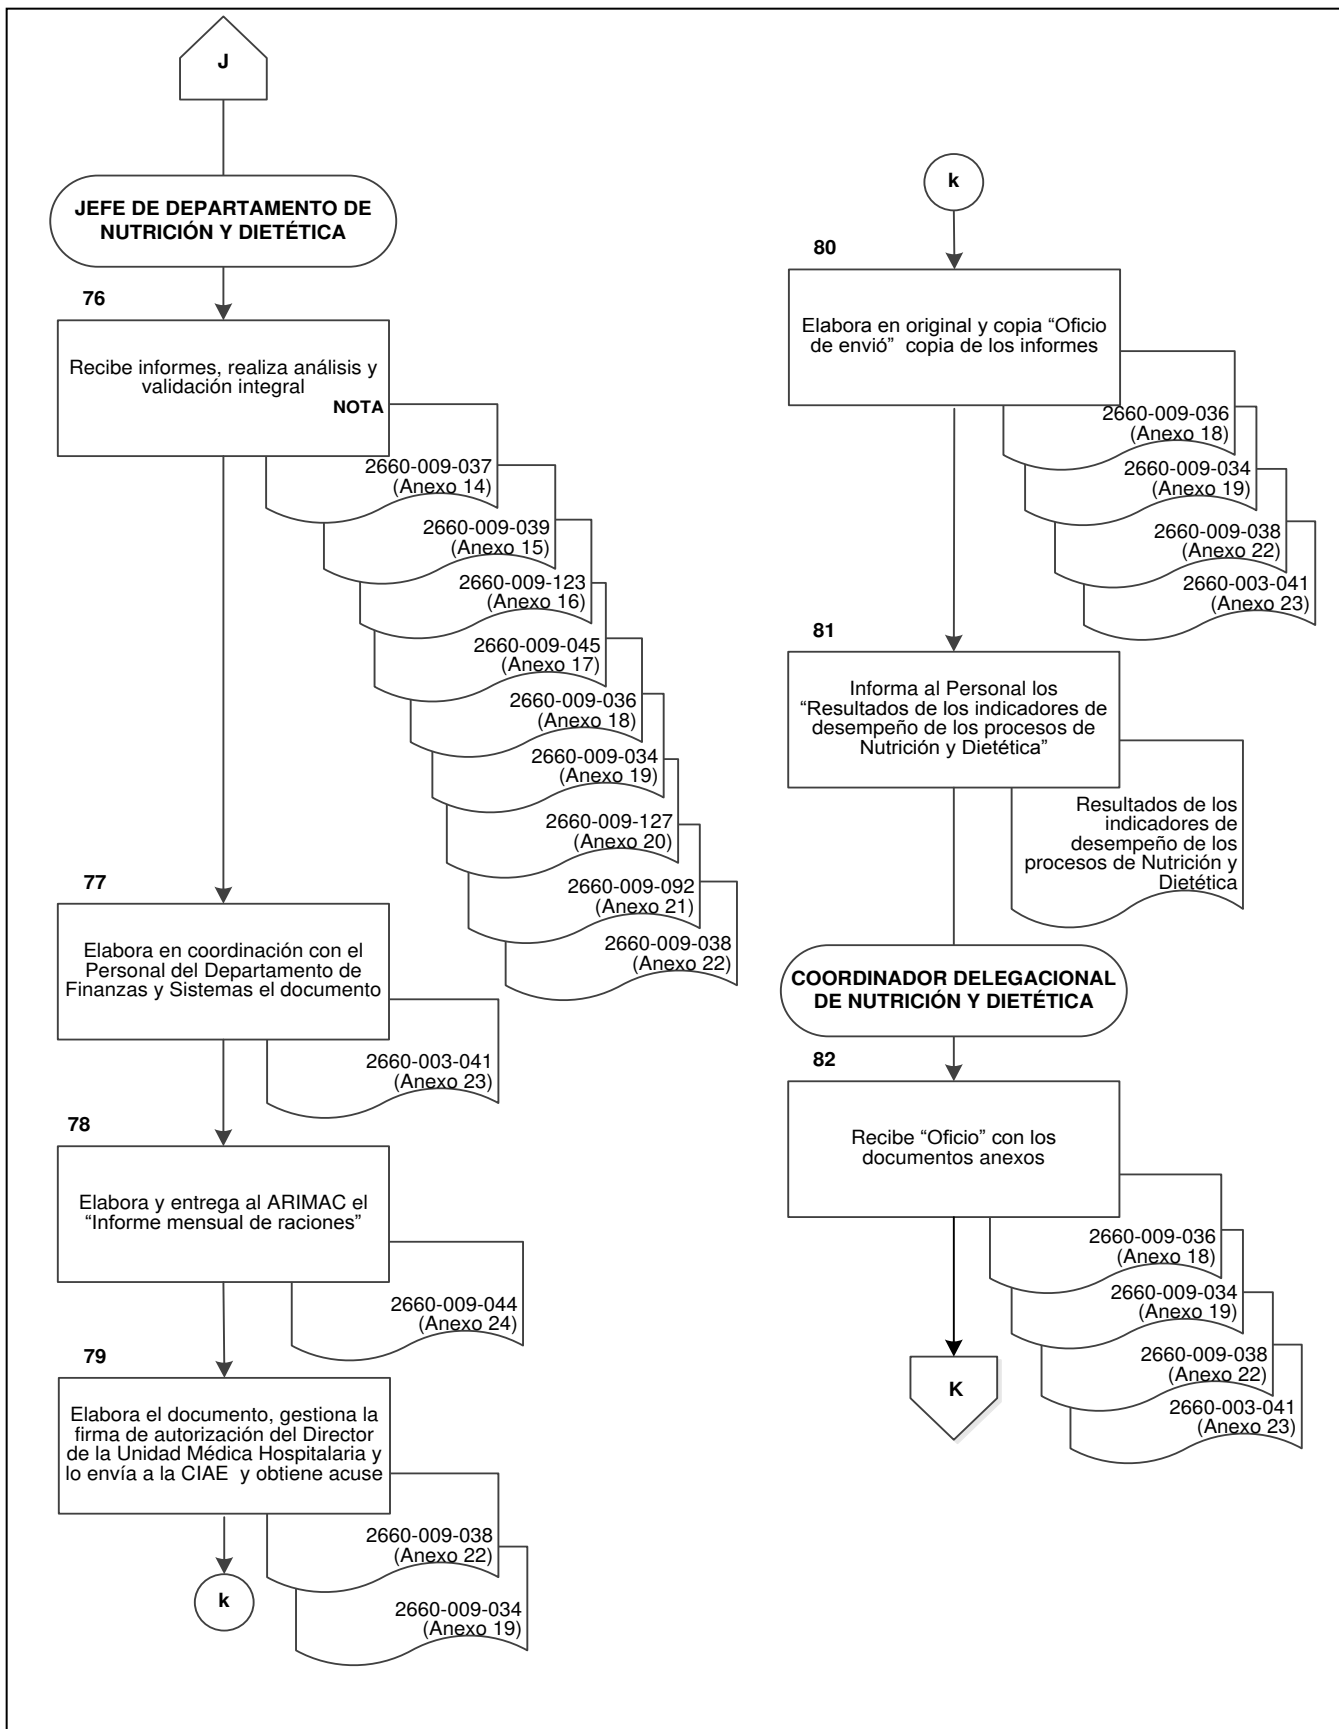 J
JEFE DE DEPARTAMENTO DE
NUTRICIÓN Y DIETÉTICA
76
Recibe informes, realiza análisis y
validación integral
NOTA
2660-009-037
(Anexo 14)
2660-009-039
(Anexo 15)
2660-009-123
(Anexo 16)
2660-009-045
(Anexo 17)
2660-009-036
(Anexo 18)
2660-009-034
(Anexo 19)
2660-009-127
(Anexo 20)
2660-009-092
(Anexo 21)
2660-009-038
(Anexo 22)
77
Elabora en coordinación con el
Personal del Departamento de
Finanzas y Sistemas el documento
2660-003-041
(Anexo 23)
78
Elabora y entrega al ARIMAC el
“Informe mensual de raciones”
2660-009-044
(Anexo 24)
79
Elabora el documento, gestiona la
firma de autorización del Director
de la Unidad Médica Hospitalaria y
lo envía a la CIAE y obtiene acuse
2660-009-038
(Anexo 22)
2660-009-034
(Anexo 19)
k
k
80
Elabora en original y copia “Oficio
de envió” copia de los informes
2660-009-036
(Anexo 18)
2660-009-034
(Anexo 19)
2660-009-038
(Anexo 22)
2660-003-041
(Anexo 23)
81
Informa al Personal los
“Resultados de los indicadores de
desempeño de los procesos de
Nutrición y Dietética”
Resultados de los
indicadores de
desempeño de los
procesos de Nutrición y
Dietética
COORDINADOR DELEGACIONAL
DE NUTRICIÓN Y DIETÉTICA
82
Recibe “Oficio” con los
documentos anexos
2660-009-036
(Anexo 18)
2660-009-034
(Anexo 19)
2660-009-038
(Anexo 22)
2660-003-041
(Anexo 23)
K